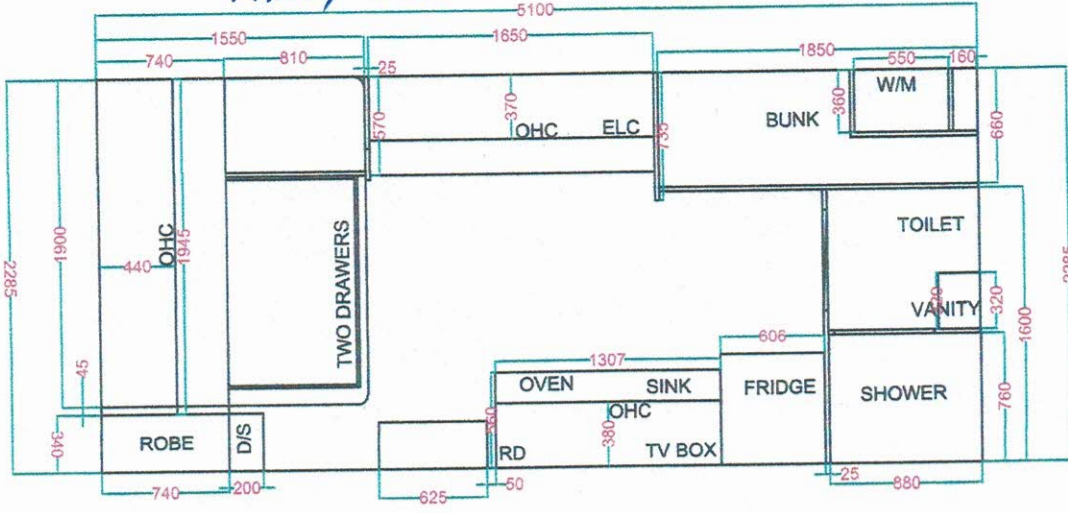 5100
1550
1650
1850
740
810
25
550
160
W/M
370
360
BUNK
570
OHC
ELC
735
660
1900
OHC
1945
440
TWO DRAWERS
TOILET
2285
VANITY
320
1600
1307
606
45
OVEN
SINK
FRIDGE
SHOWER
OHC
760
340
ROBE
D/S
380
RD
TV BOX
740
200
625
50
25
880